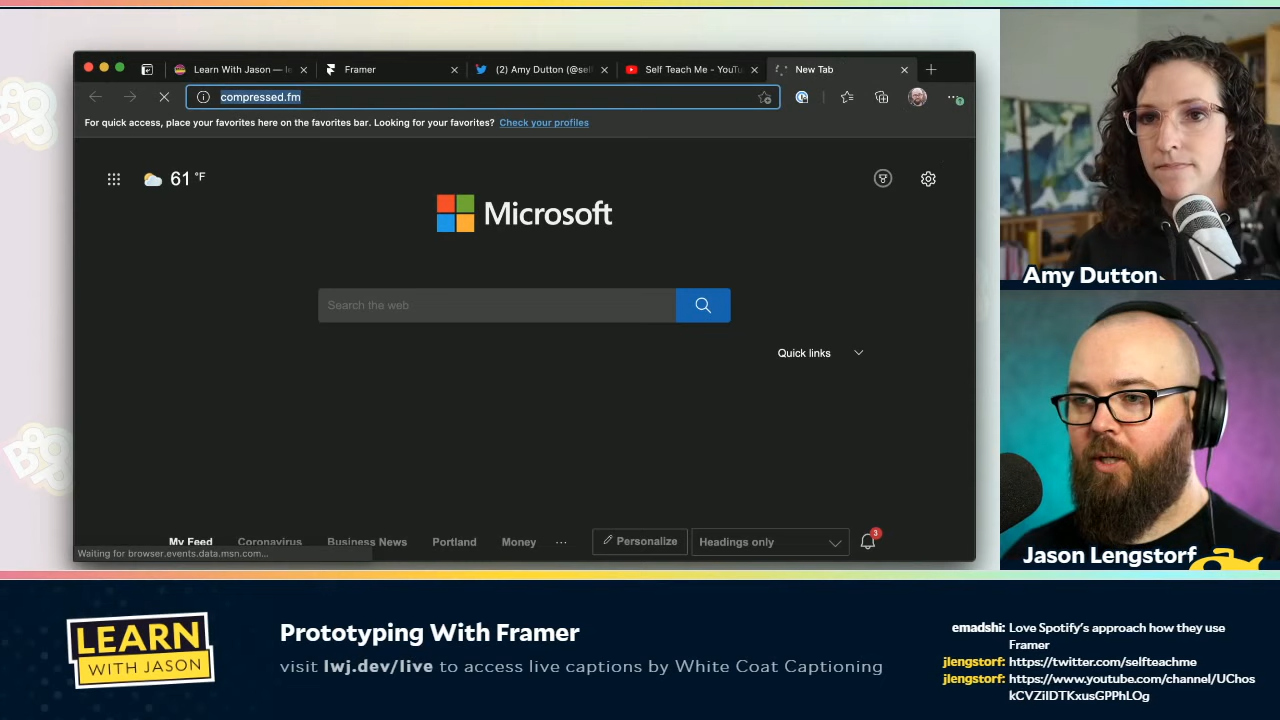 Learn With Jason — l
Framer
(2) Amy Dutton (@sel
Self Teach Me - YouTu
New Tab
compressed.fm
For quick access, place your favorites here on the favorites bar. Looking for your favorites? Check your profiles
61 °F
Microsoft
Search the web
Quick links
My Feed
Coronavirus
Business News
Portland
Money
...
Personalize
Headings only
3
Waiting for browser.events.data.msn.com...
Amy Dutton
Jason Lengstorf
LEARN
WITH JASON
Prototyping With Framer
visit lwj.dev/live to access live captions by White Coat Captioning
emadshi: Love Spotify's approach how they use
Framer
jlengstorf: https://twitter.com/selfteachme
jlengstorf: https://www.youtube.com/channel/UChos
kCVZilDTKxusGPPhLOg